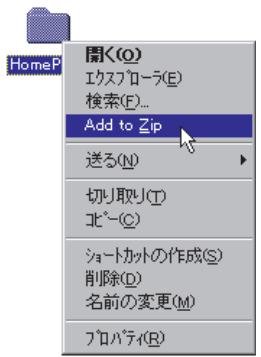 HomeP
開く(O)
ｴｸｽﾌﾟﾛｰﾗ(E)
検索(F)...
Add to Zip
送る(N)
切り取り(T)
ｺﾋﾟｰ(C)
ｼｮｰﾄｶｯﾄの作成(S)
削除(D)
名前の変更(M)
ﾌﾟﾛﾊﾟﾃｨ(R)